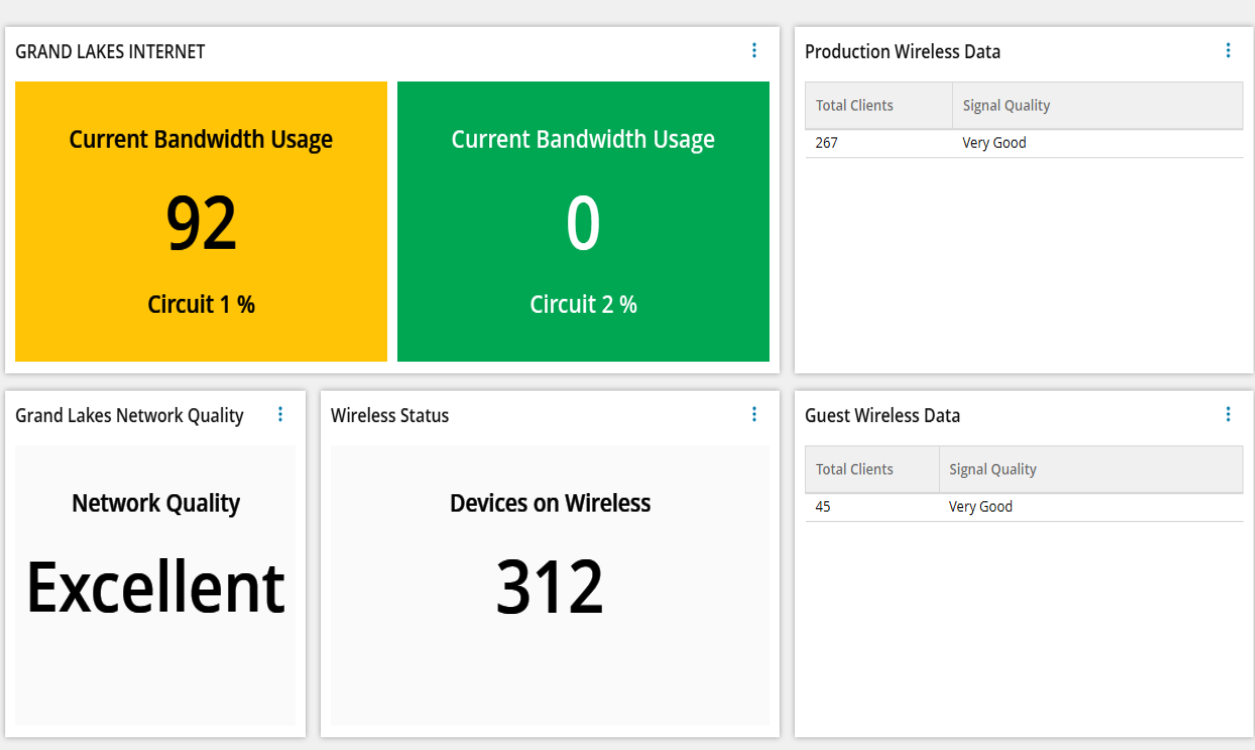 GRAND LAKES INTERNET
Current Bandwidth Usage
92
Circuit 1 %
Current Bandwidth Usage
0
Circuit 2 %
Production Wireless Data
Total Clients Signal Quality
267 Very Good
Grand Lakes Network Quality
Network Quality
Excellent
Wireless Status
Devices on Wireless
312
Guest Wireless Data
Total Clients Signal Quality
45 Very Good